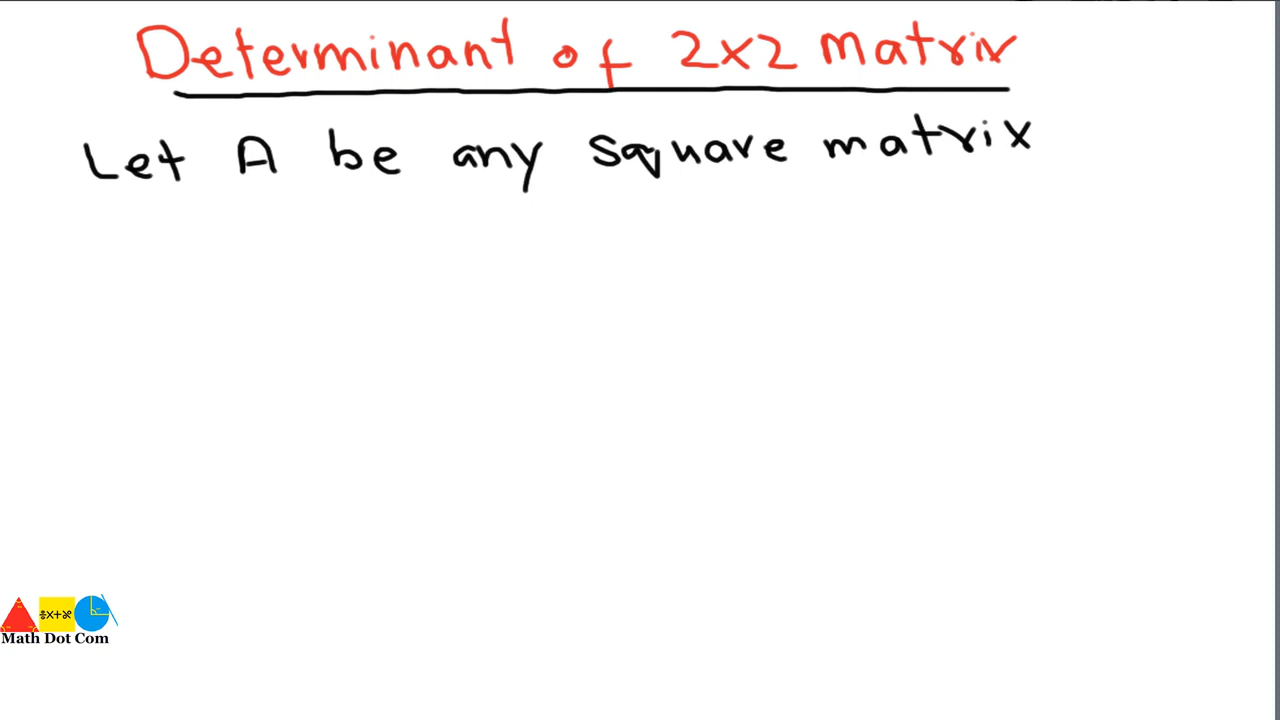 Determinant of 2x2 matrix
Let A be any square matrix
Math Dot Com